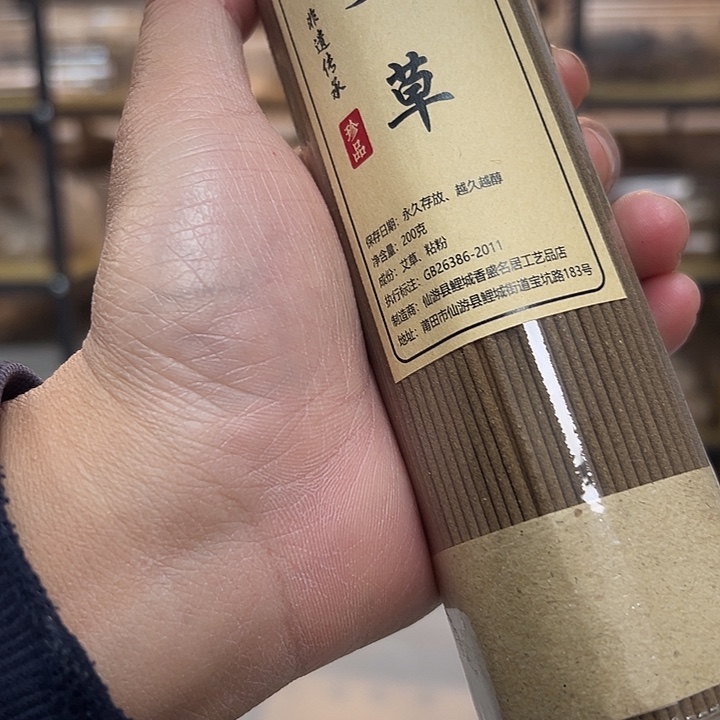 非遗传承
草
珍品
保存日期：永久存放、越久越醇
净含量：200克
成份：艾草、粘粉
执行标注：GB26386-2011
制造商：仙游县鲤城香盛名居工艺品店
地址：莆田市仙游县鲤城街道宝坑路183号